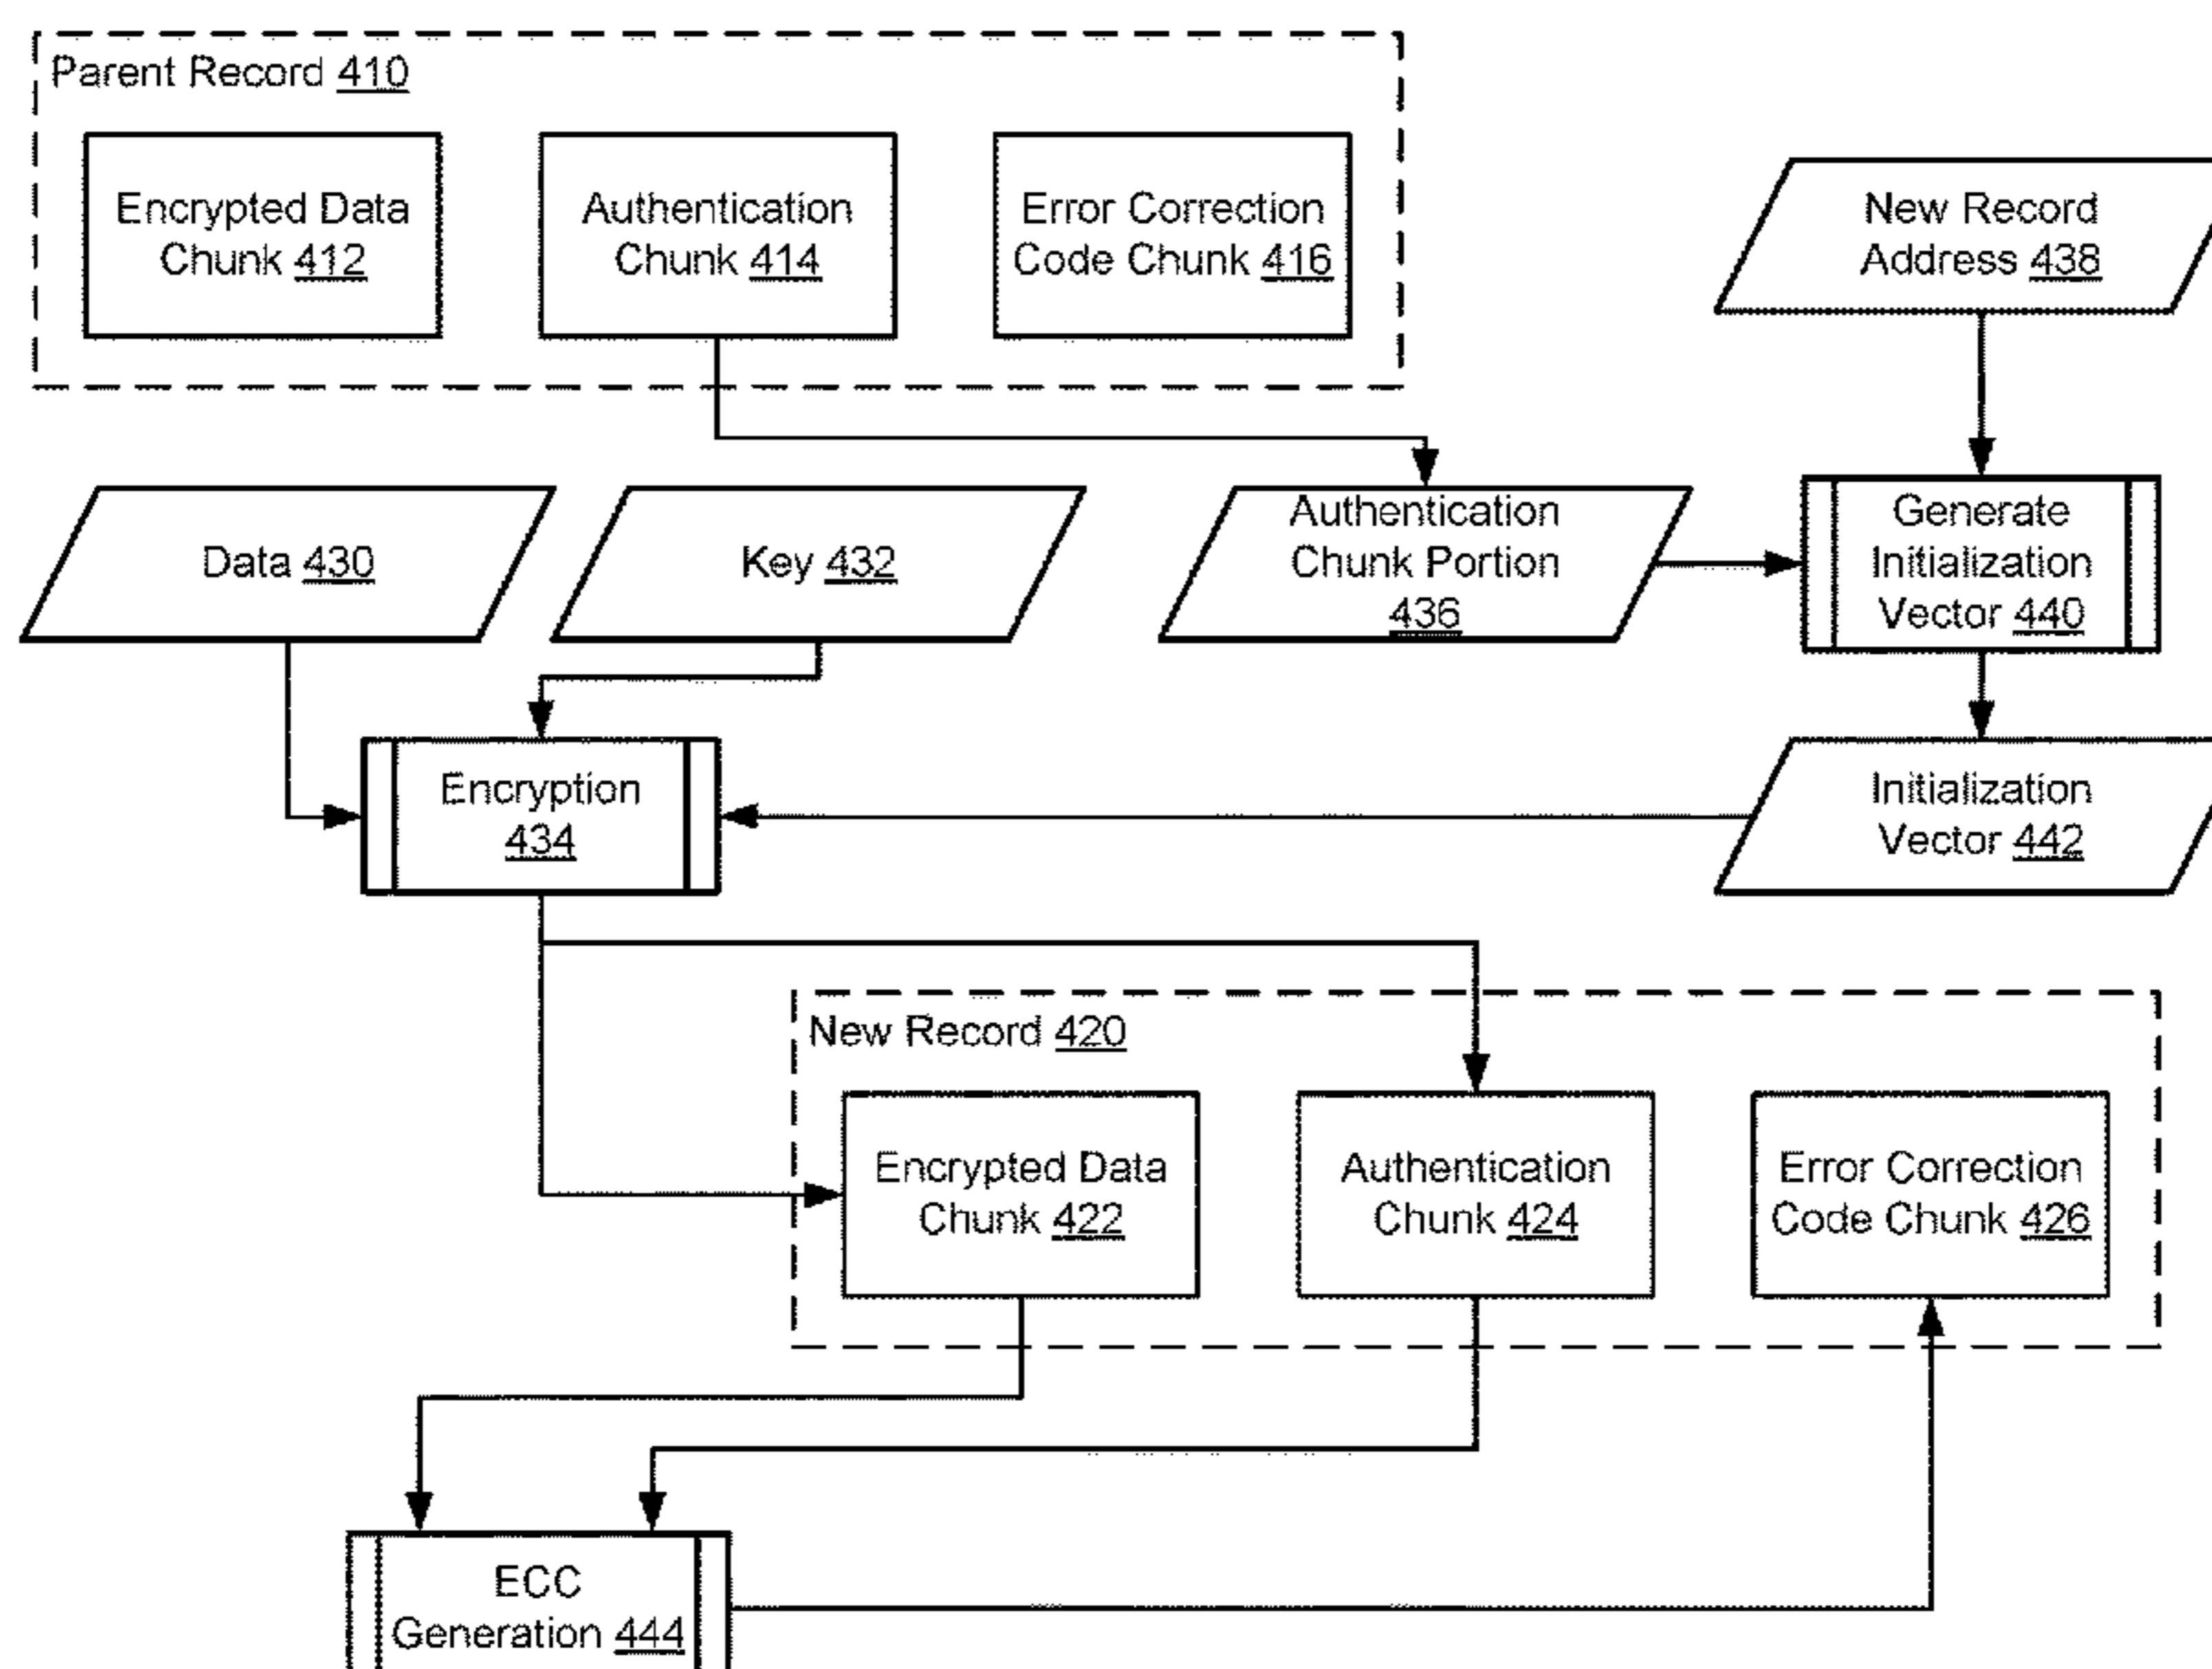 Parent Record 410
Encrypted Data
Chunk 412
Authentication
Chunk 414
Error Correction
Code Chunk 416
New Record
Address 438
Data 430
Key 432
Authentication
Chunk Portion
436
Generate
Initialization
Vector 440
Encryption
434
Initialization
Vector 442
New Record 420
Encrypted Data
Chunk 422
Authentication
Chunk 424
Error Correction
Code Chunk 426
ECC
Generation 444